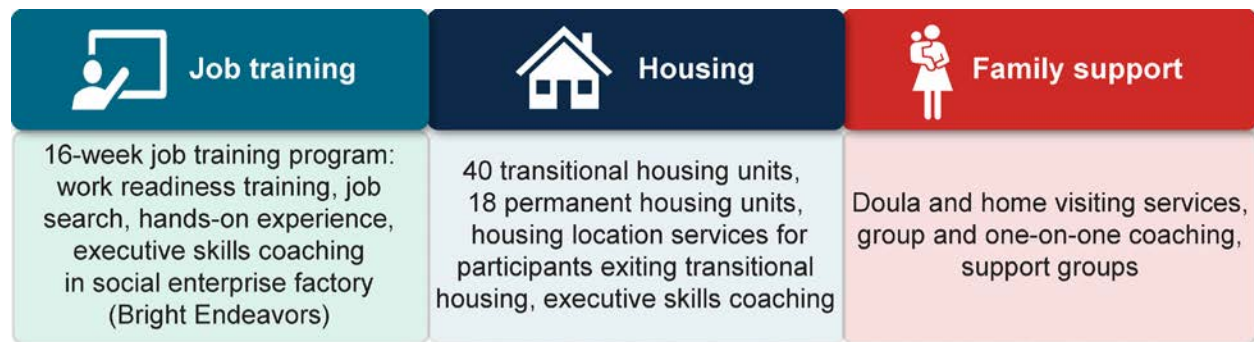 Job training
16-week job training program:
work readiness training, job
search, hands-on experience,
executive skills coaching
in social enterprise factory
(Bright Endeavors)
Housing
40 transitional housing units,
18 permanent housing units,
housing location services for
participants exiting transitional
housing, executive skills coaching
Family support
Doula and home visiting services,
group and one-on-one coaching,
support groups